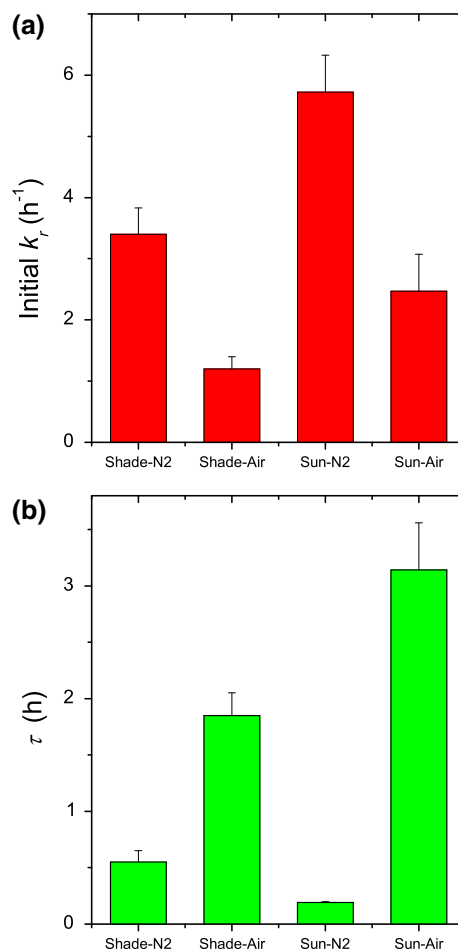 (a)
Initial k_r (h⁻¹)
6
4
2
0
Shade-N2 Shade-Air Sun-N2 Sun-Air
(b)
τ (h)
3
2
1
0
Shade-N2 Shade-Air Sun-N2 Sun-Air